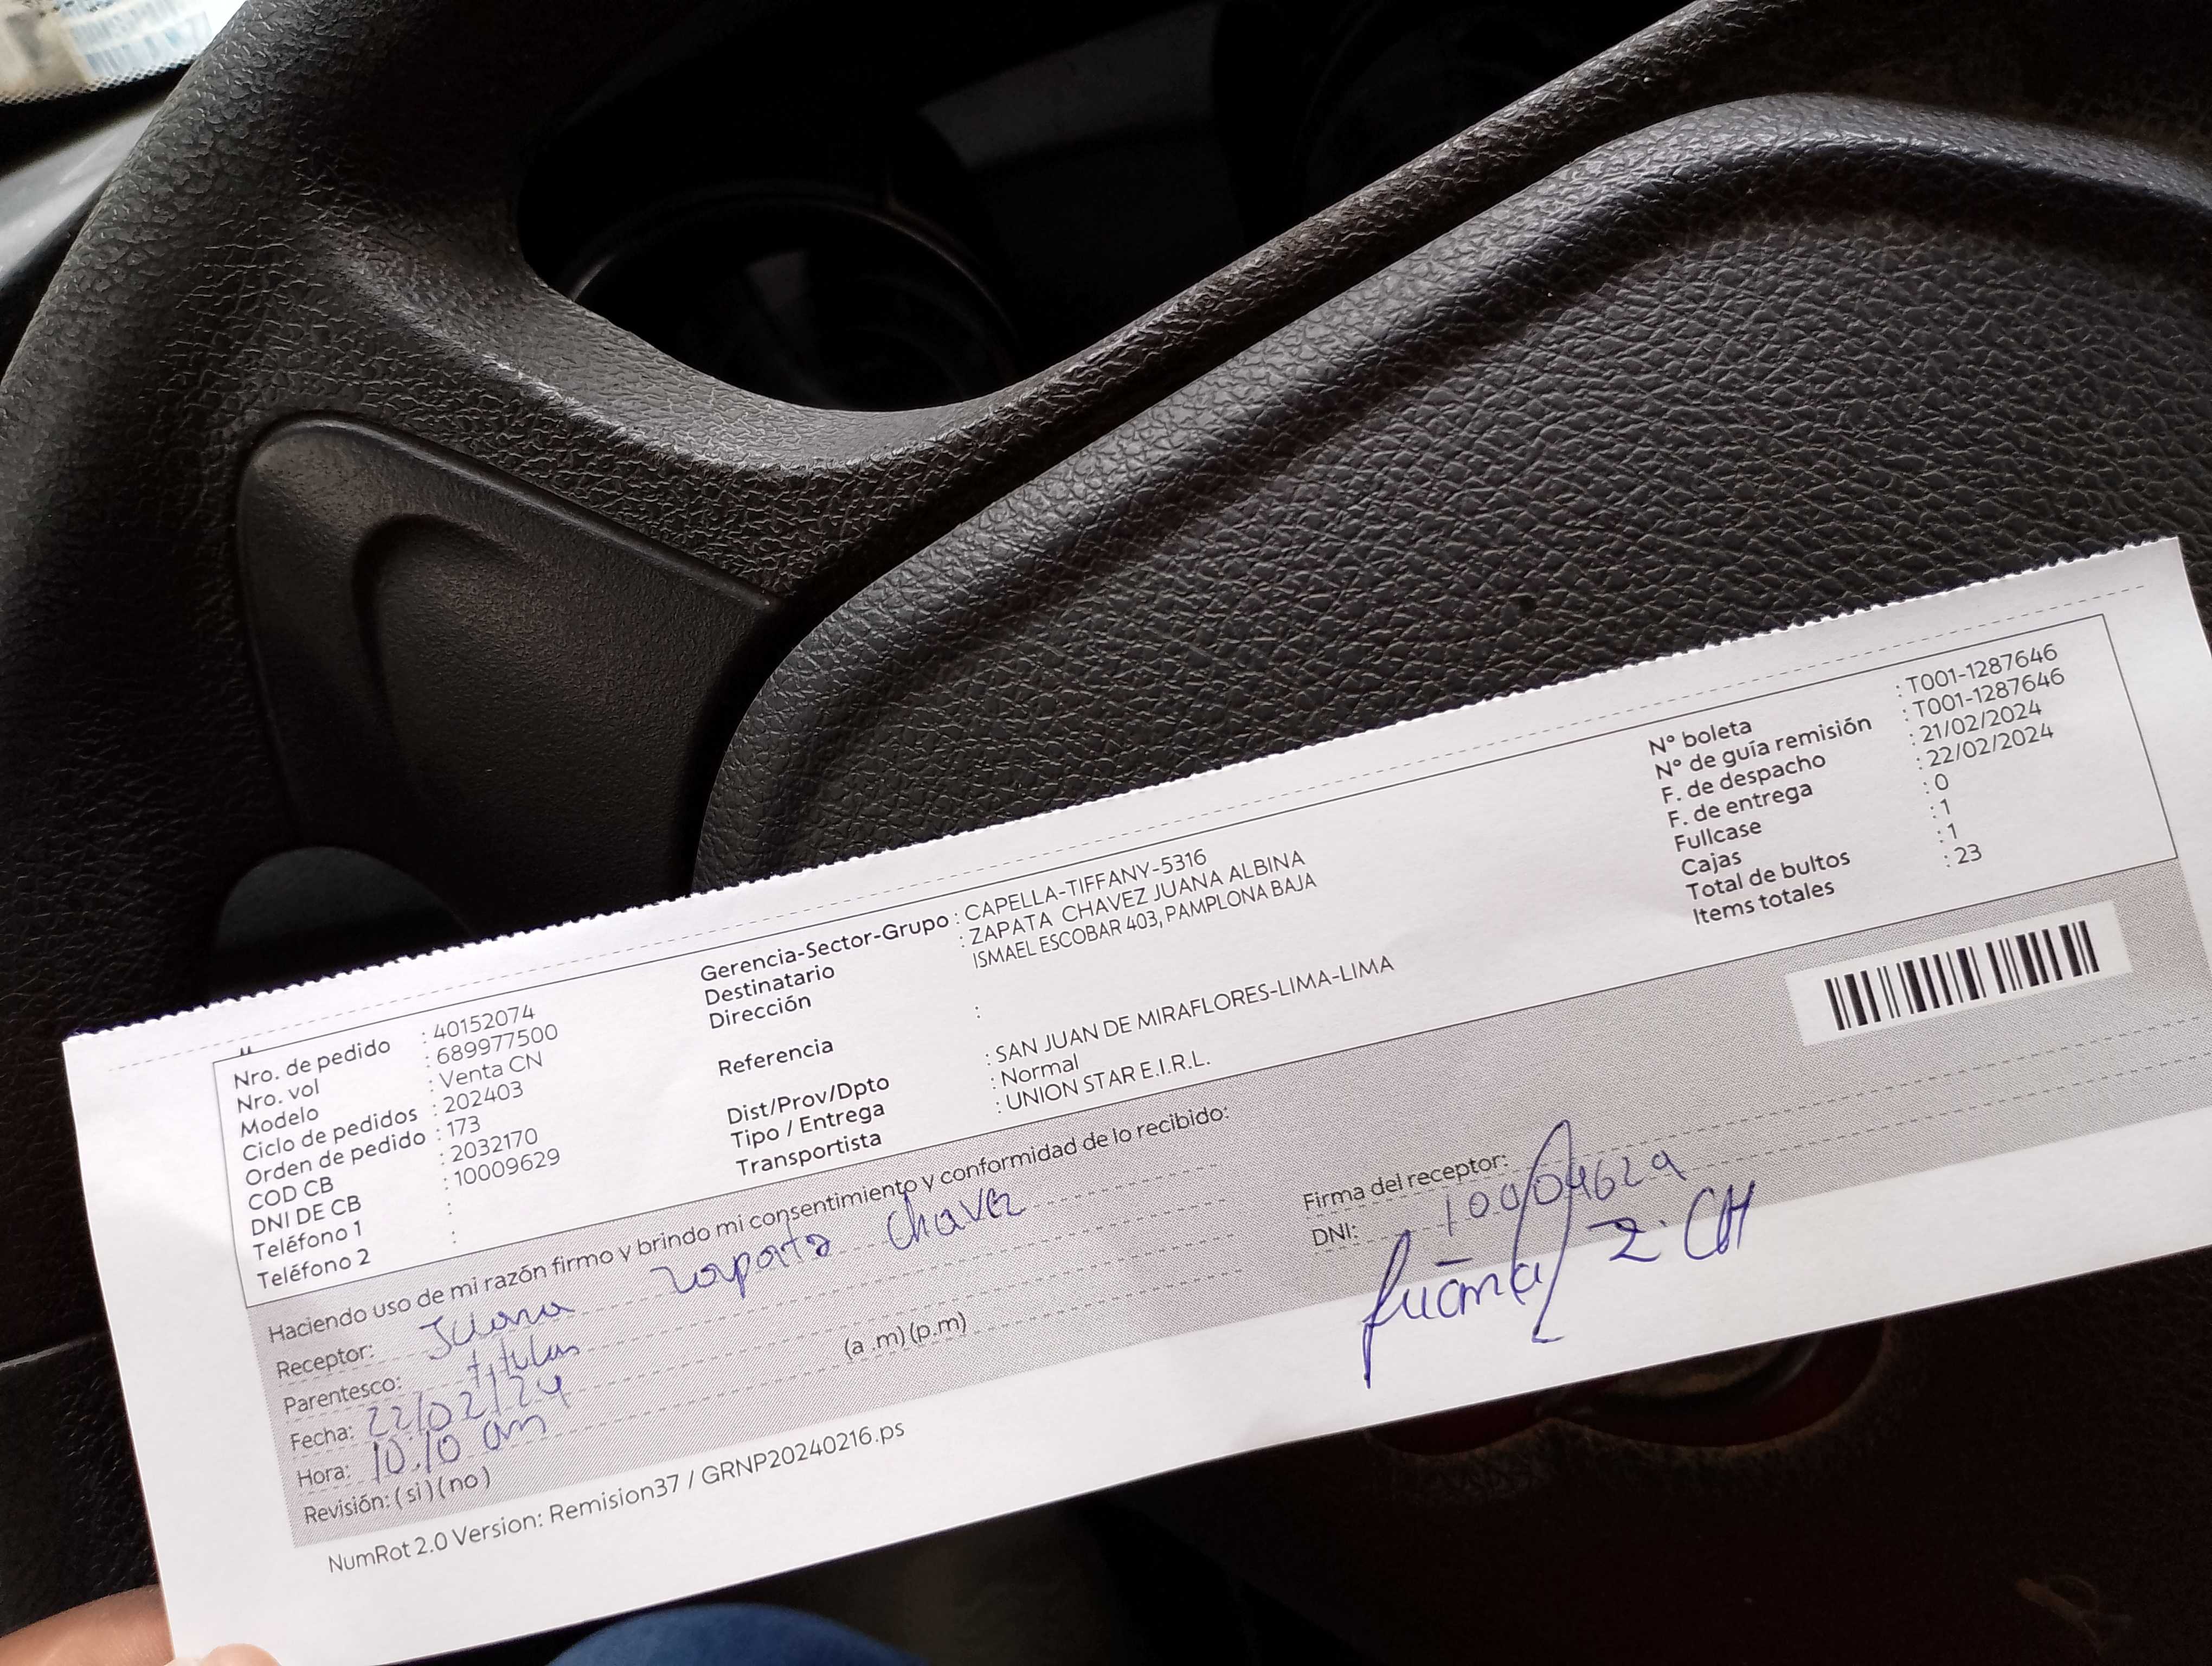 Nro. de pedido : 40152074
Nro. vol : 689977500
Modelo : Venta CN
Ciclo de pedidos : 202403
Orden de pedido : 173
COD CB : 2032170
DNI DE CB : 10009629
Teléfono 1 :
Teléfono 2 :
Gerencia-Sector-Grupo : CAPELLA-TIFFANY-5316
Destinatario : ZAPATA CHAVEZ JUANA ALBINA
Dirección ISMAEL ESCOBAR 403, PAMPLONA BAJA
Referencia :
Dist/Prov/Dpto : SAN JUAN DE MIRAFLORES-LIMA-LIMA
Tipo / Entrega : Normal
Transportista : UNION STAR E.I.R.L.
N° boleta : T001-1287646
N° de guía remisión : T001-1287646
F. de despacho : 21/02/2024
F. de entrega : 22/02/2024
Fullcase : 0
Cajas : 1
Total de bultos : 1
Items totales : 23
Haciendo uso de mi razón firmo y brindo mi consentimiento y conformidad de lo recibido:
Receptor: Juana zapata chavez
Parentesco: titular
Fecha: 22/02/24
Hora: 10:10 am (a .m) (p.m)
Revisión: (si) (no)
Firma del receptor:
DNI: 10009629
Juana Z. CH
NumRot 2.0 Version: Remision37 / GRNP20240216.ps